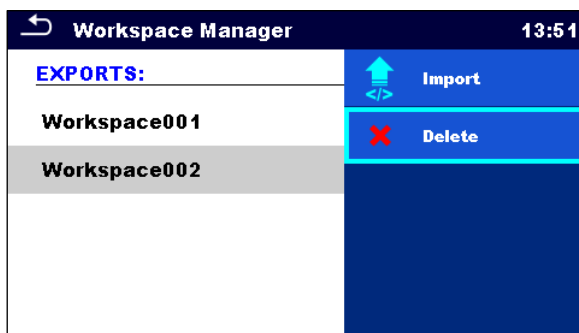 Workspace Manager 13:51
EXPORTS:
Import
Workspace001
Delete
Workspace002